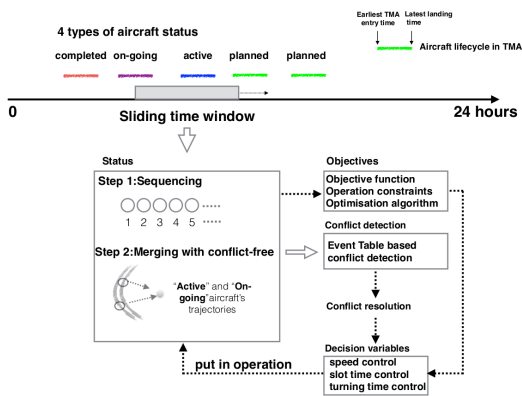 4 types of aircraft status
Earliest TMA
entry time
Latest landing
time
Aircraft lifecycle in TMA
completed
on-going
active
planned
planned
0
Sliding time window
24 hours
Status
Step 1:Sequencing
1 2 3 4 5
Step 2:Merging with conflict-free
“Active” and “On-
going”aircraft’s
trajectories
Objectives
Objective function
Operation constraints
Optimisation algorithm
Conflict detection
Event Table based
conflict detection
Conflict resolution
Decision variables
speed control
slot time control
turning time control
put in operation